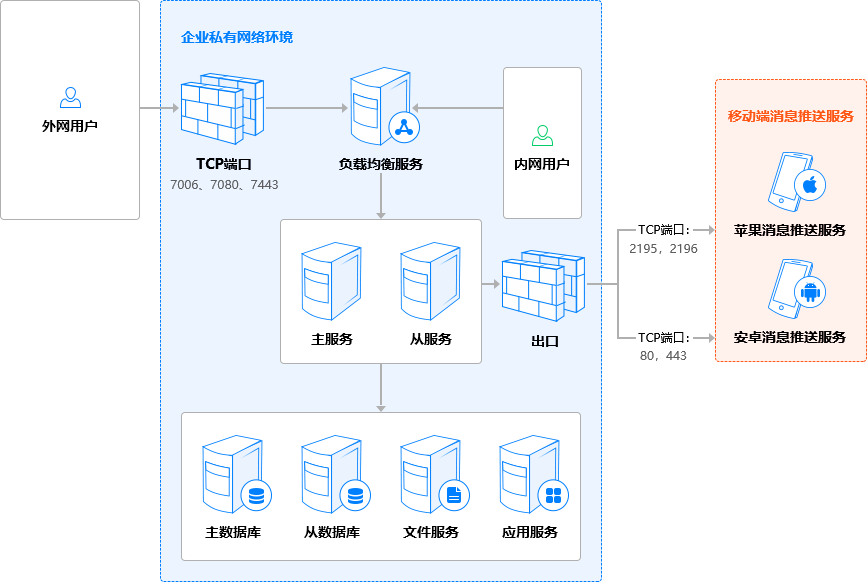 企业私有网络环境
外网用户
TCP端口
7006、7080、7443
负载均衡服务
内网用户
移动端消息推送服务
苹果消息推送服务
TCP端口:
2195，2196
主服务
从服务
出口
TCP端口:
80，443
安卓消息推送服务
主数据库
从数据库
文件服务
应用服务